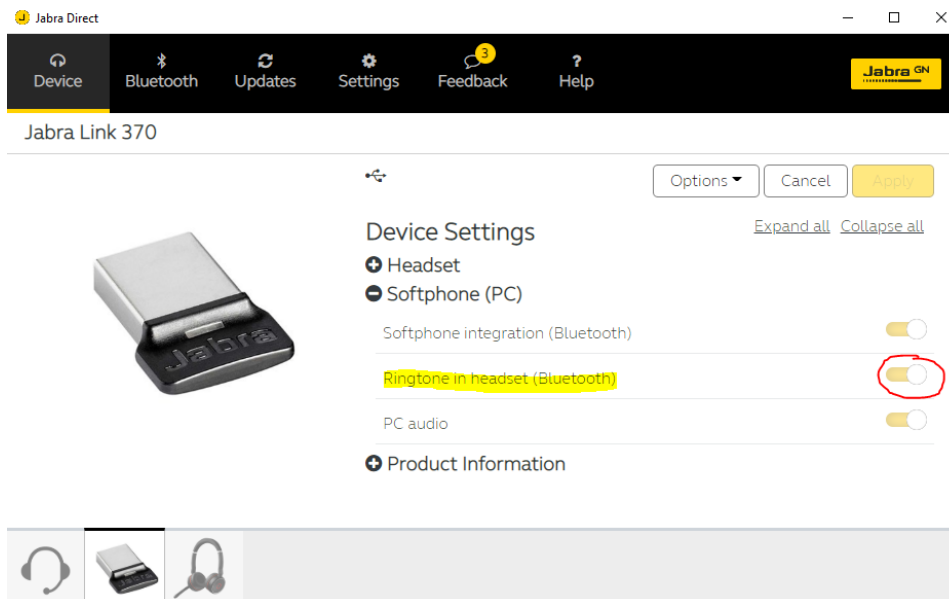 Jabra Direct
Device
Bluetooth
Updates
Settings
3
Feedback
?
Help
Jabra GN
Jabra Link 370
Options
Cancel
Apply
Device Settings
Expand all Collapse all
Headset
Softphone (PC)
Softphone integration (Bluetooth)
Ringtone in headset (Bluetooth)
PC audio
Product Information
Jabra
Jabra